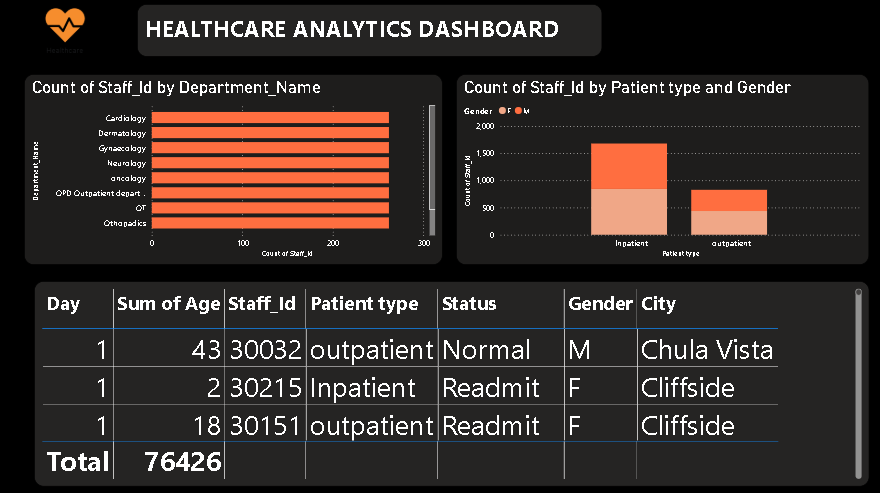 HEALTHCARE ANALYTICS DASHBOARD
Healthcare
Count of Staff_Id by Department_Name
Department_Name
Cardiology
Dermatology
Gynaecology
Neurology
oncology
OPD Outpatient depart...
OT
Othopadics
0 100 200 300
Count of Staff_Id
Count of Staff_Id by Patient type and Gender
Gender F M
Count of Staff_Id
2,000
1,500
1,000
500
0
Inpatient outpatient
Patient type
Day Sum of Age Staff_Id Patient type Status Gender City
1 43 30032 outpatient Normal M Chula Vista
1 2 30215 Inpatient Readmit F Cliffside
1 18 30151 outpatient Readmit F Cliffside
Total 76426